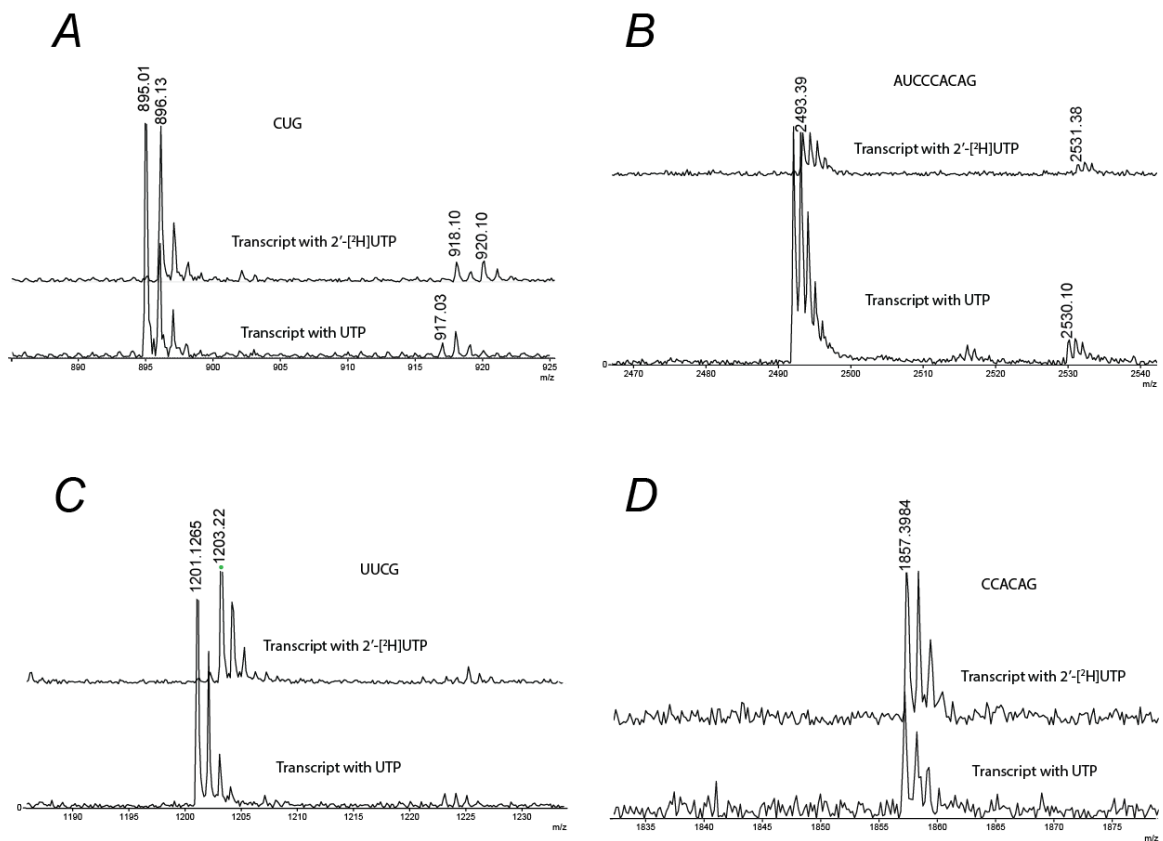 A
895.01
896.13
CUG
Transcript with 2'-[²H]UTP
918.10
920.10
917.03
Transcript with UTP
890 895 900 905 910 915 920 925
m/z
B
2493.39
AUCCCACAG
2531.38
Transcript with 2'-[²H]UTP
Transcript with UTP
2530.10
0
2470 2480 2490 2500 2510 2520 2530 2540
m/z
C
1201.1265
1203.22
UUCG
Transcript with 2'-[²H]UTP
Transcript with UTP
0
1190 1195 1200 1205 1210 1215 1220 1225 1230
m/z
D
1857.3984
CCACAG
Transcript with 2'-[²H]UTP
Transcript with UTP
0
1835 1840 1845 1850 1855 1860 1865 1870 1875
m/z